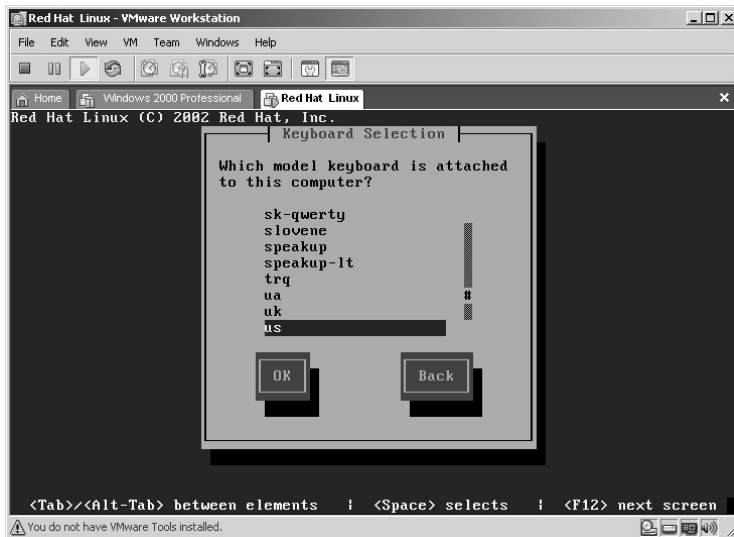 Red Hat Linux - VMware Workstation
File Edit View VM Team Windows Help
Home Windows 2000 Professional Red Hat Linux
Red Hat Linux (C) 2002 Red Hat, Inc.
Keyboard Selection
Which model keyboard is attached
to this computer?
sk-qwerty
slovene
speakup
speakup-lt
trq
ua
uk
us
OK Back
<Tab>/<Alt-Tab> between elements | <Space> selects | <F12> next screen
You do not have VMware Tools installed.